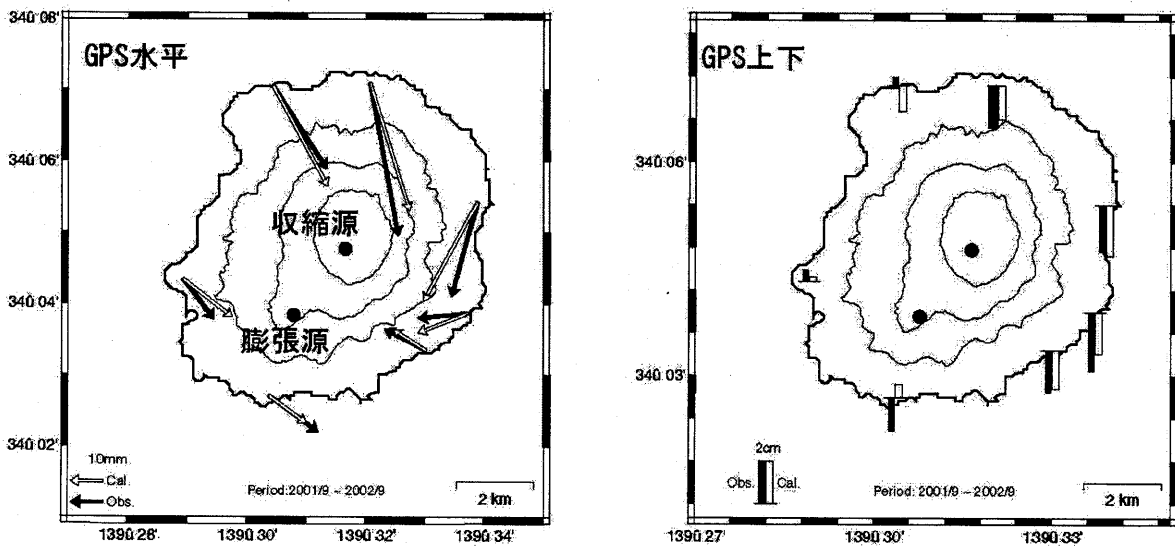 340 08'
GPS水平
340 06'
収縮源
340 04'
膨張源
340 02'
10mm
Cal.
Obs.
Period:2001/9 - 2002/9
2 km
1390 28'
1390 30'
1390 32'
1390 34'
GPS上下
340 06'
340 03'
2cm
Obs.
Cal.
Period:2001/9 - 2002/9
2 km
1390 27'
1390 30'
1390 33'